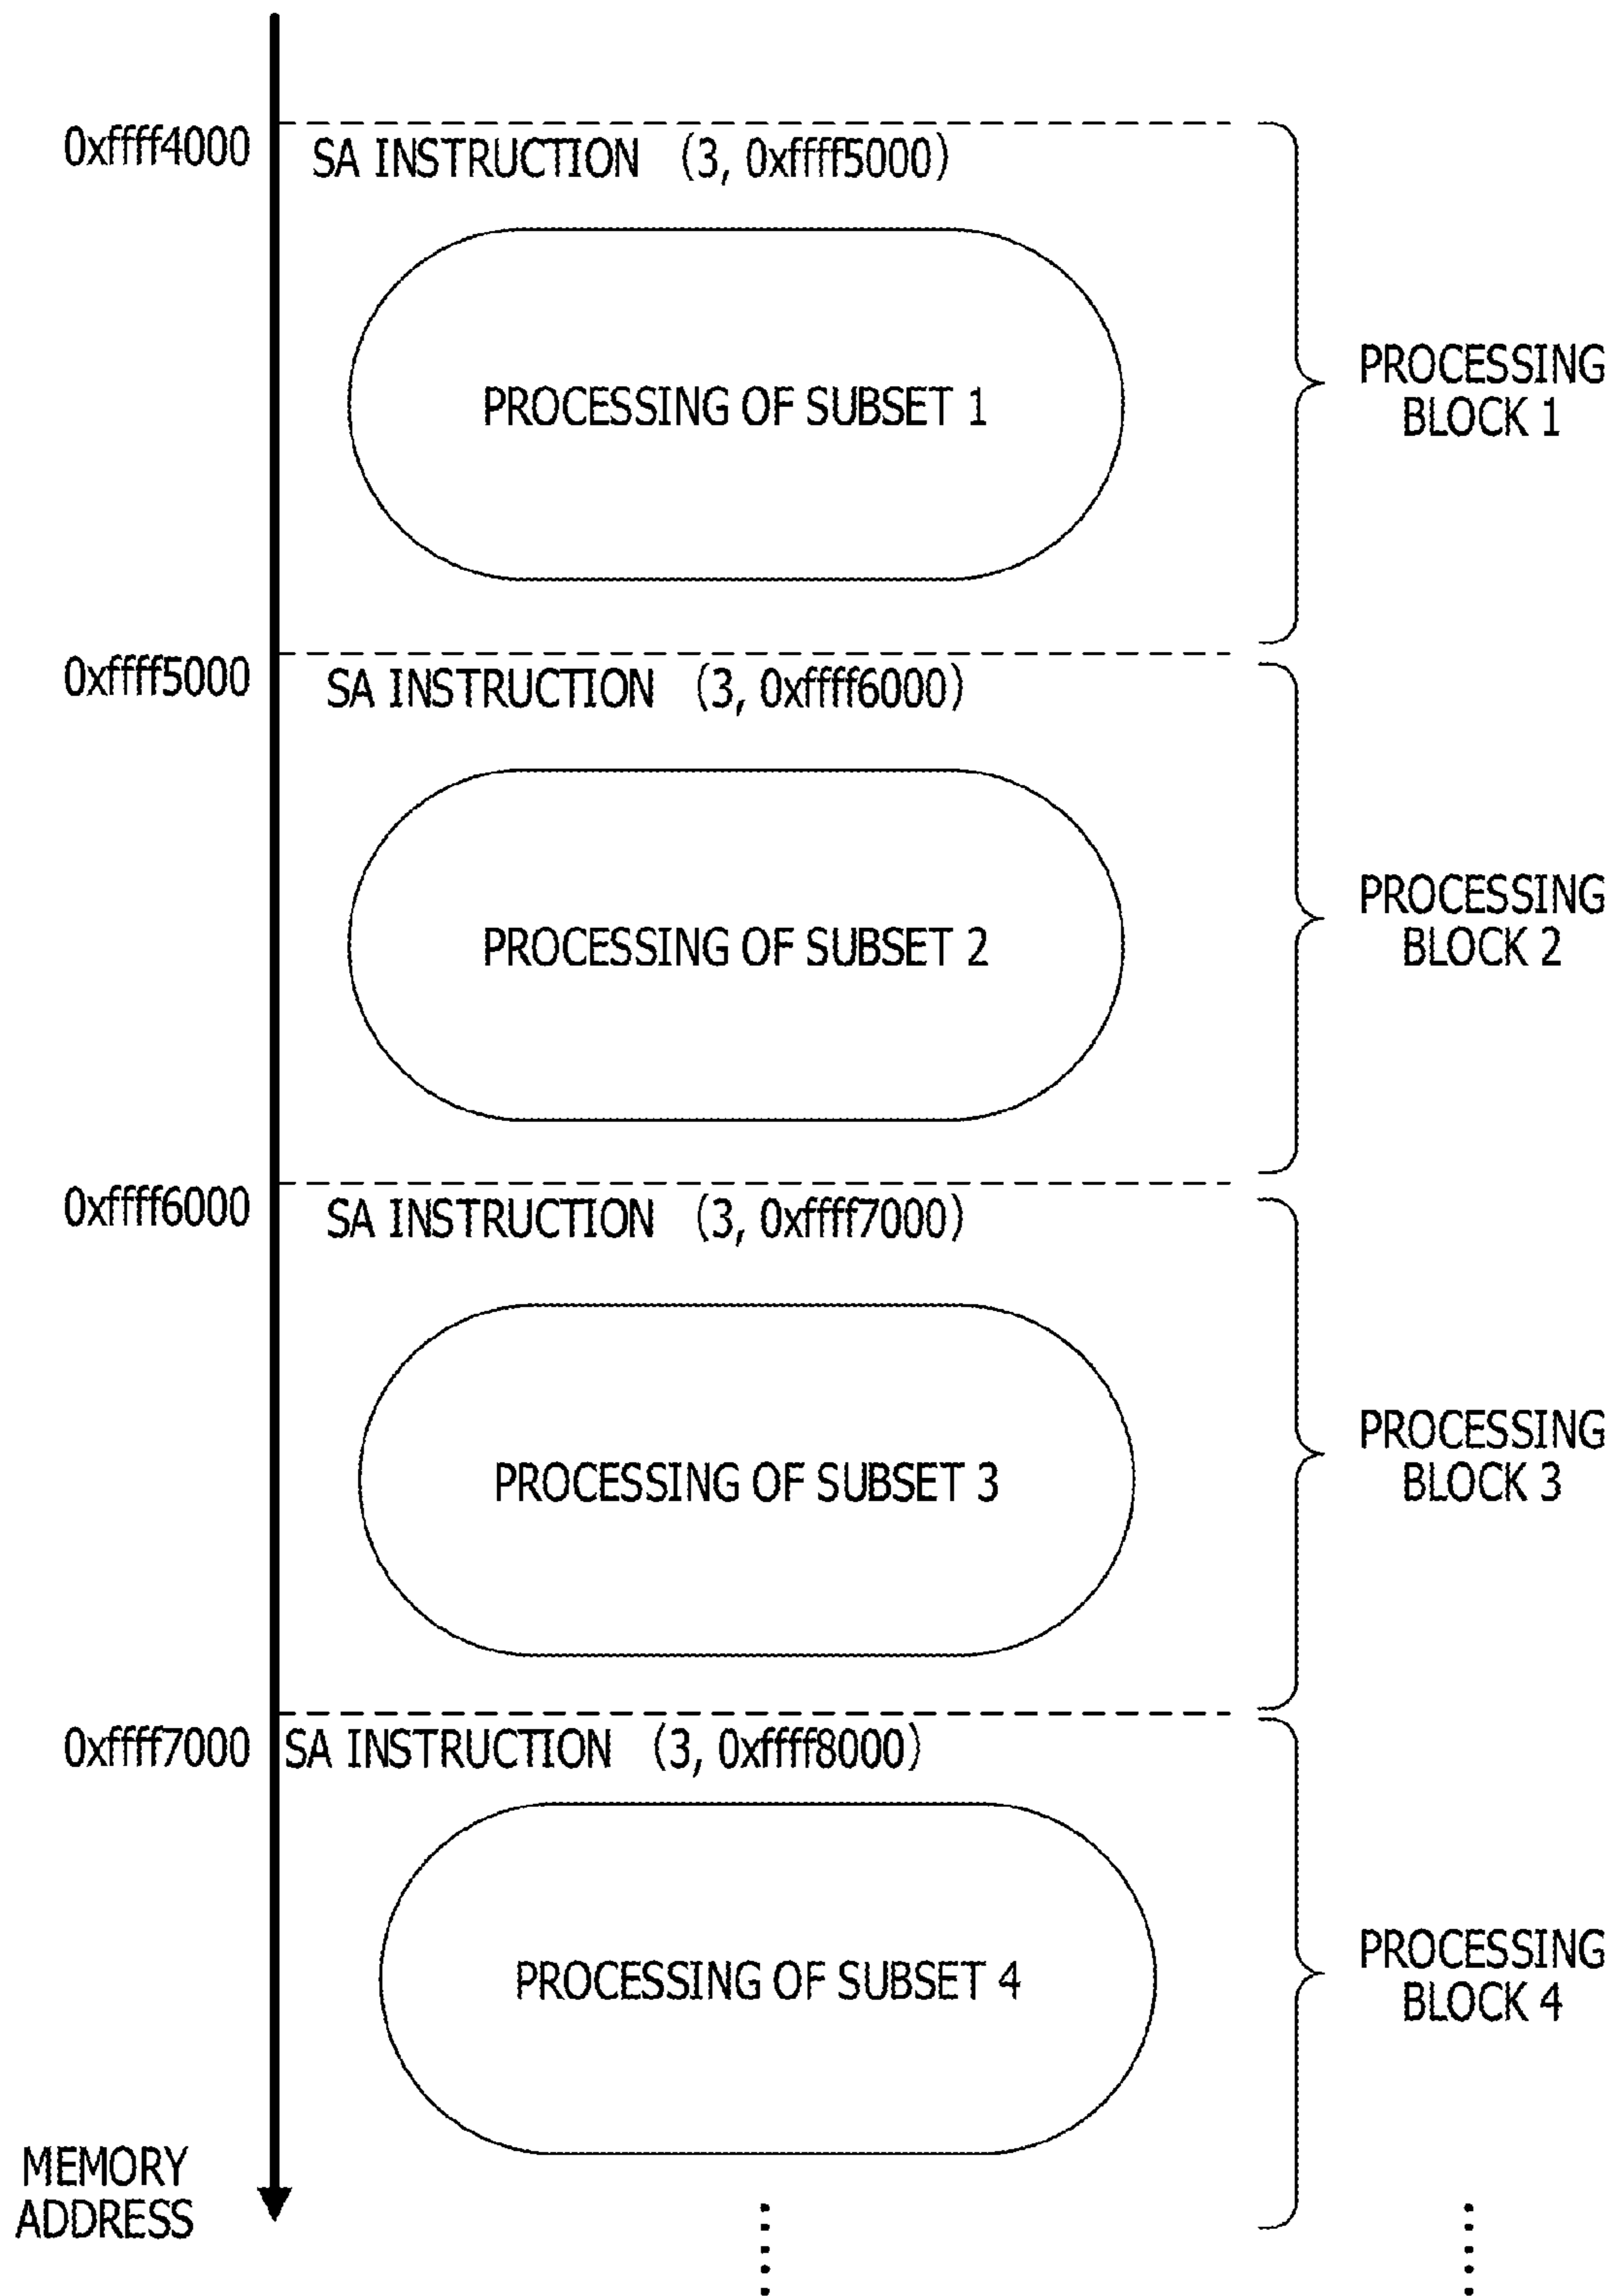 0xffff4000
SA INSTRUCTION (3, 0xffff5000)
PROCESSING OF SUBSET 1
PROCESSING
BLOCK 1
0xffff5000
SA INSTRUCTION (3, 0xffff6000)
PROCESSING OF SUBSET 2
PROCESSING
BLOCK 2
0xffff6000
SA INSTRUCTION (3, 0xffff7000)
PROCESSING OF SUBSET 3
PROCESSING
BLOCK 3
0xffff7000
SA INSTRUCTION (3, 0xffff8000)
PROCESSING OF SUBSET 4
PROCESSING
BLOCK 4
MEMORY
ADDRESS